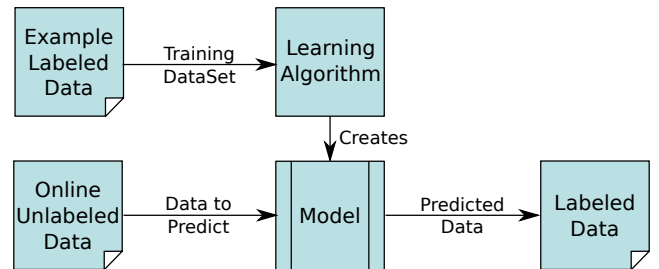 Example
Labeled
Data
Training
DataSet
Learning
Algorithm
Creates
Online
Unlabeled
Data
Data to
Predict
Model
Predicted
Data
Labeled
Data